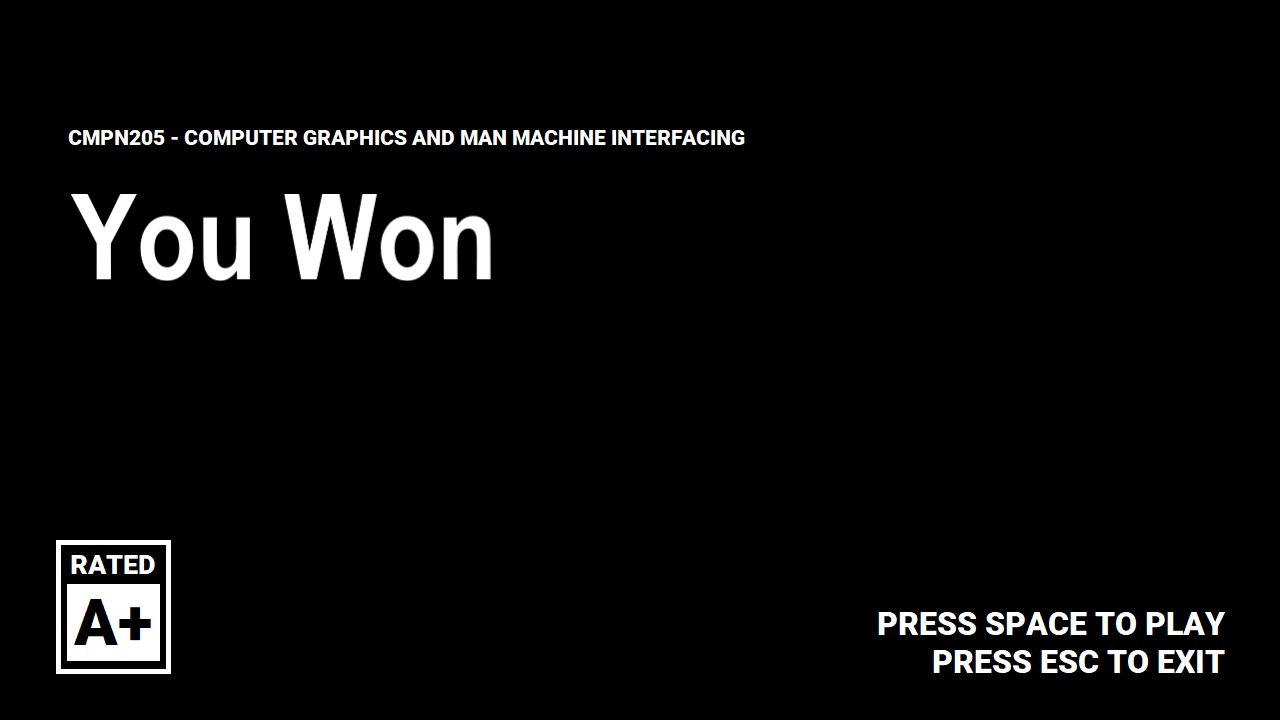 CMPN205 - COMPUTER GRAPHICS AND MAN MACHINE INTERFACING
You Won
RATED
A+
PRESS SPACE TO PLAY
PRESS ESC TO EXIT